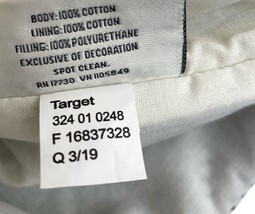 BODY: 100% COTTON
LINING: 100% COTTON
FILLING: 100% POLYURETHANE
EXCLUSIVE OF DECORATION
SPOT CLEAN.
RN 17730 VN 1105849
Target
324 01 0248
F 16837328
Q 3/19